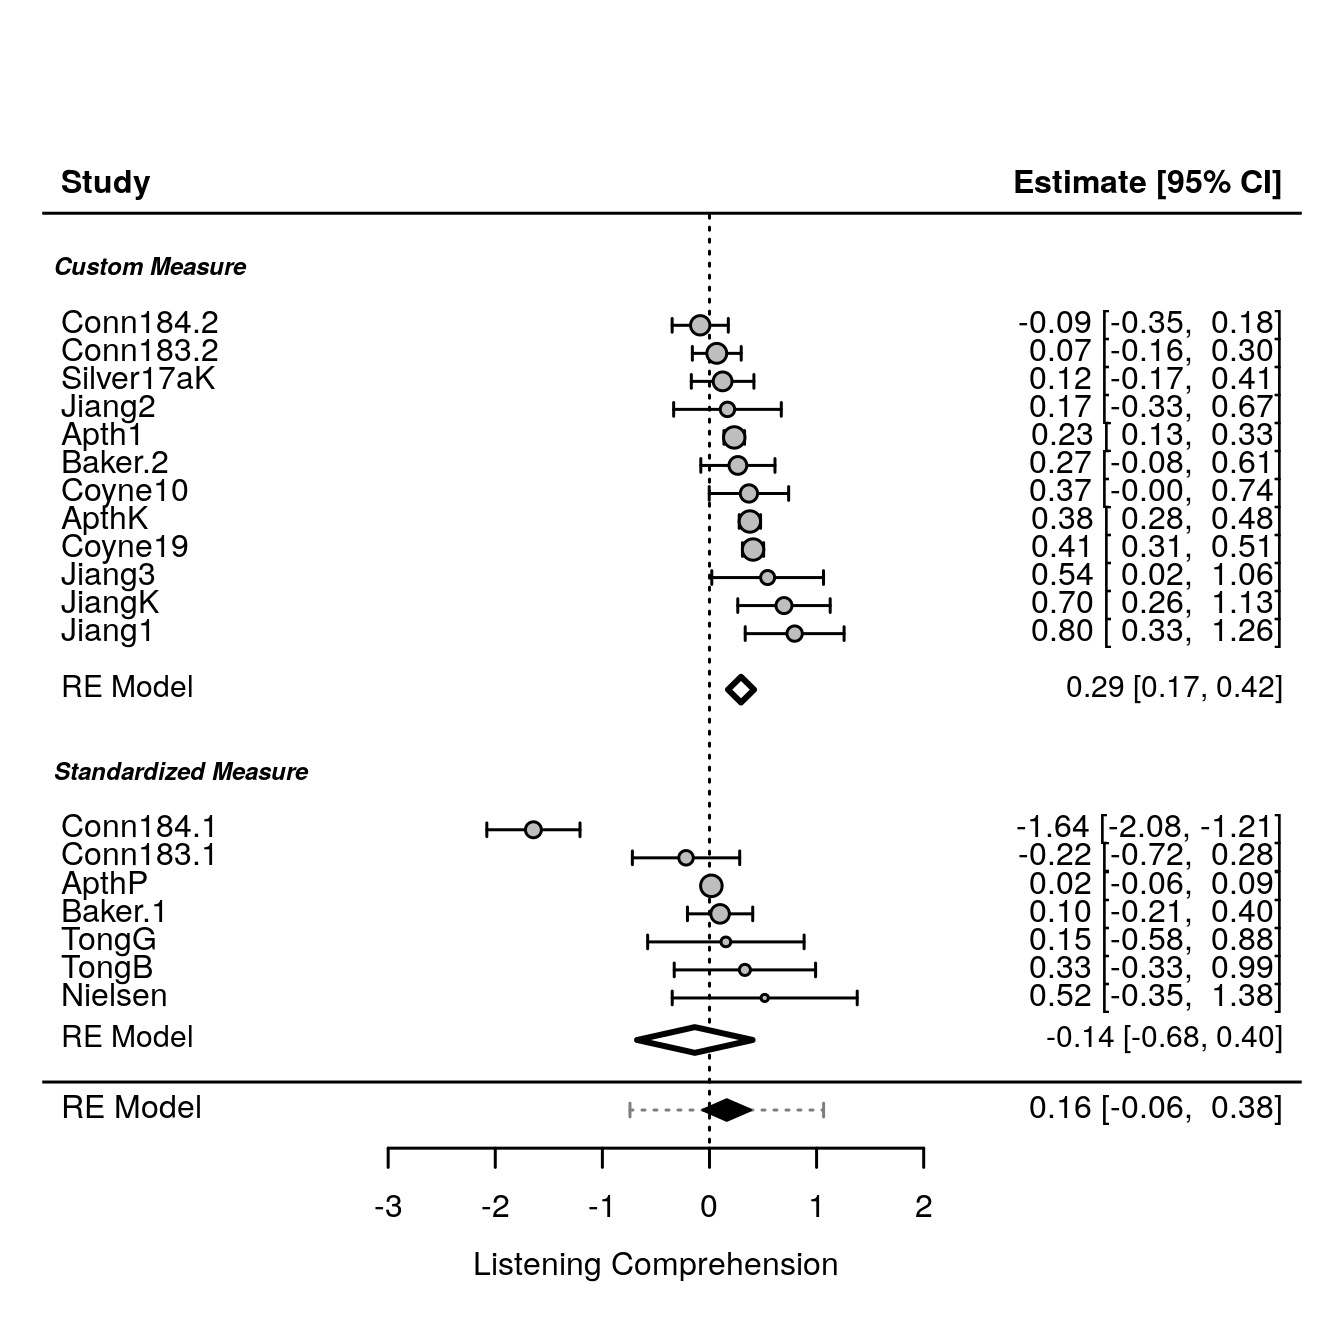 Study Estimate [95% CI]
Custom Measure
Conn184.2 -0.09 [-0.35, 0.18]
Conn183.2 0.07 [-0.16, 0.30]
Silver17aK 0.12 [-0.17, 0.41]
Jiang2 0.17 [-0.33, 0.67]
Apth1 0.23 [ 0.13, 0.33]
Baker.2 0.27 [-0.08, 0.61]
Coyne10 0.37 [-0.00, 0.74]
ApthK 0.38 [ 0.28, 0.48]
Coyne19 0.41 [ 0.31, 0.51]
Jiang3 0.54 [ 0.02, 1.06]
JiangK 0.70 [ 0.26, 1.13]
Jiang1 0.80 [ 0.33, 1.26]
RE Model 0.29 [0.17, 0.42]
Standardized Measure
Conn184.1 -1.64 [-2.08, -1.21]
Conn183.1 -0.22 [-0.72, 0.28]
ApthP 0.02 [-0.06, 0.09]
Baker.1 0.10 [-0.21, 0.40]
TongG 0.15 [-0.58, 0.88]
TongB 0.33 [-0.33, 0.99]
Nielsen 0.52 [-0.35, 1.38]
RE Model -0.14 [-0.68, 0.40]
RE Model 0.16 [-0.06, 0.38]
-3 -2 -1 0 1 2
Listening Comprehension